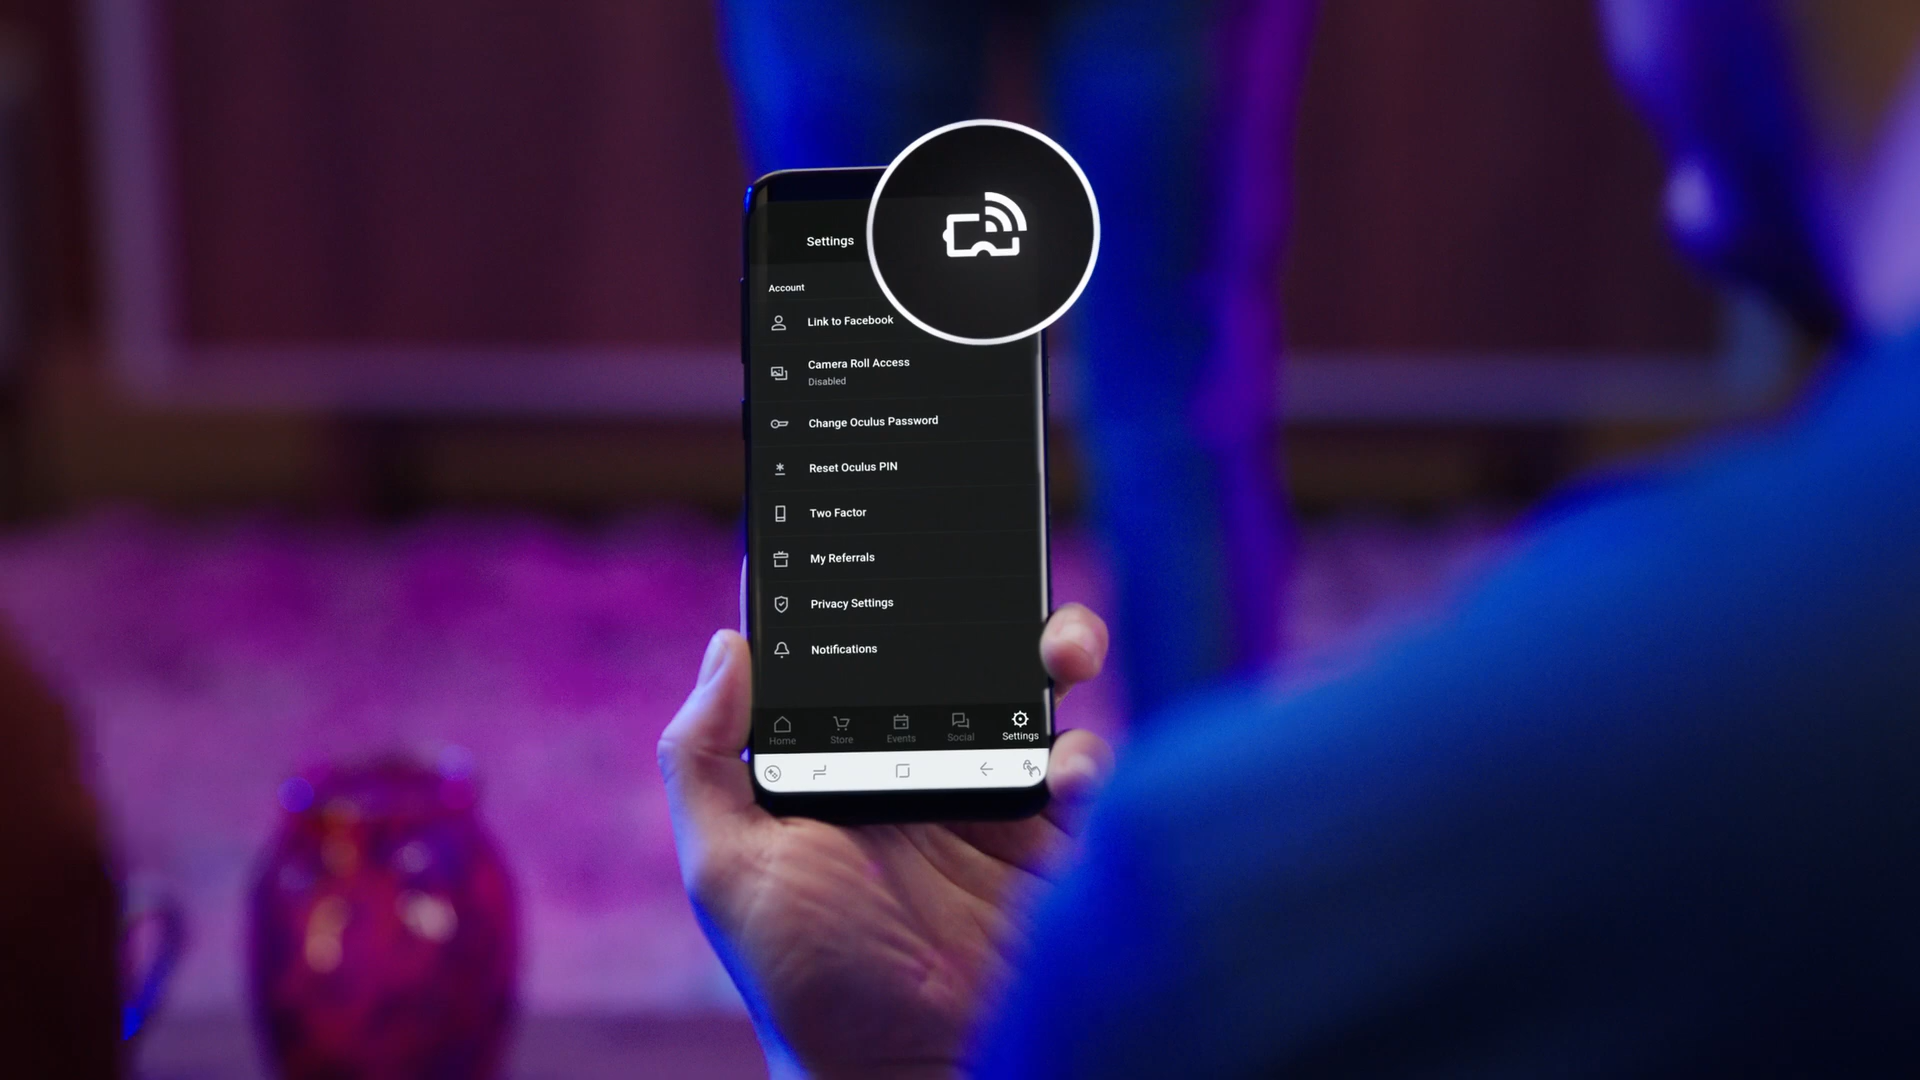 Settings
Account
Link to Facebook
Camera Roll Access
Disabled
Change Oculus Password
Reset Oculus PIN
Two Factor
My Referrals
Privacy Settings
Notifications
Home Store Events Social Settings